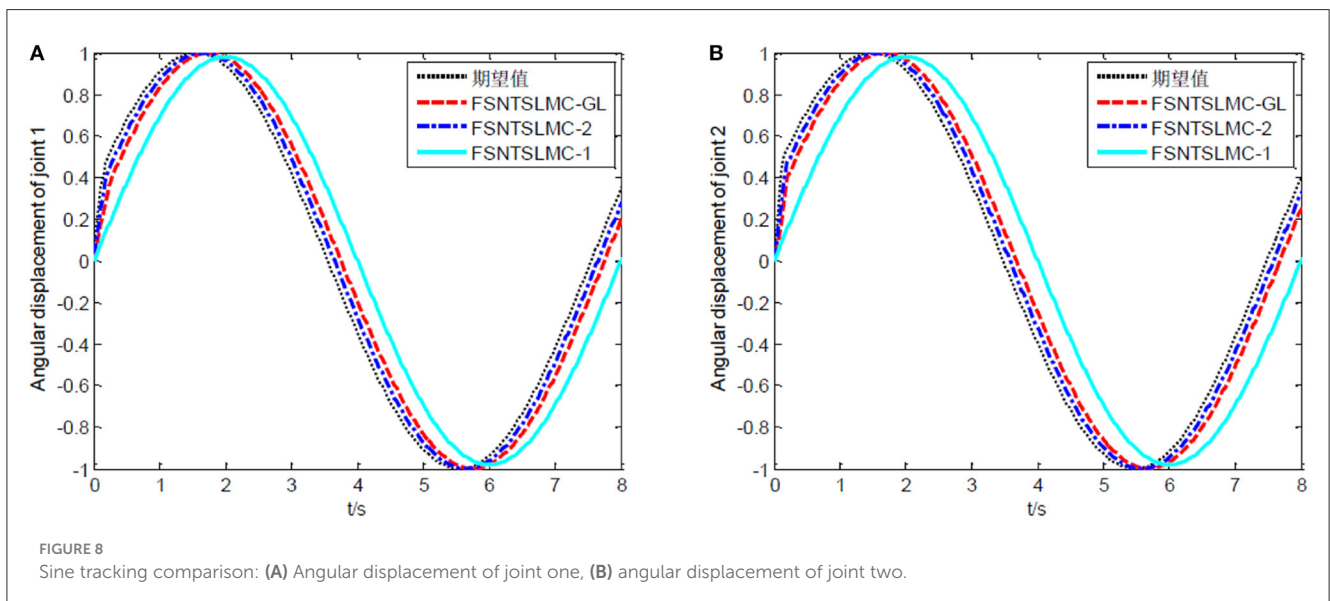 A
1
0.8
0.6
0.4
0.2
0
-0.2
-0.4
-0.6
-0.8
-1
Angular displacement of joint 1
期望值
FSNTSLMC-GL
FSNTSLMC-2
FSNTSLMC-1
0 1 2 3 4 5 6 7 8
t/s
B
1
0.8
0.6
0.4
0.2
0
-0.2
-0.4
-0.6
-0.8
-1
Angular displacement of joint 2
期望值
FSNTSLMC-GL
FSNTSLMC-2
FSNTSLMC-1
0 1 2 3 4 5 6 7 8
t/s
FIGURE 8
Sine tracking comparison: (A) Angular displacement of joint one, (B) angular displacement of joint two.